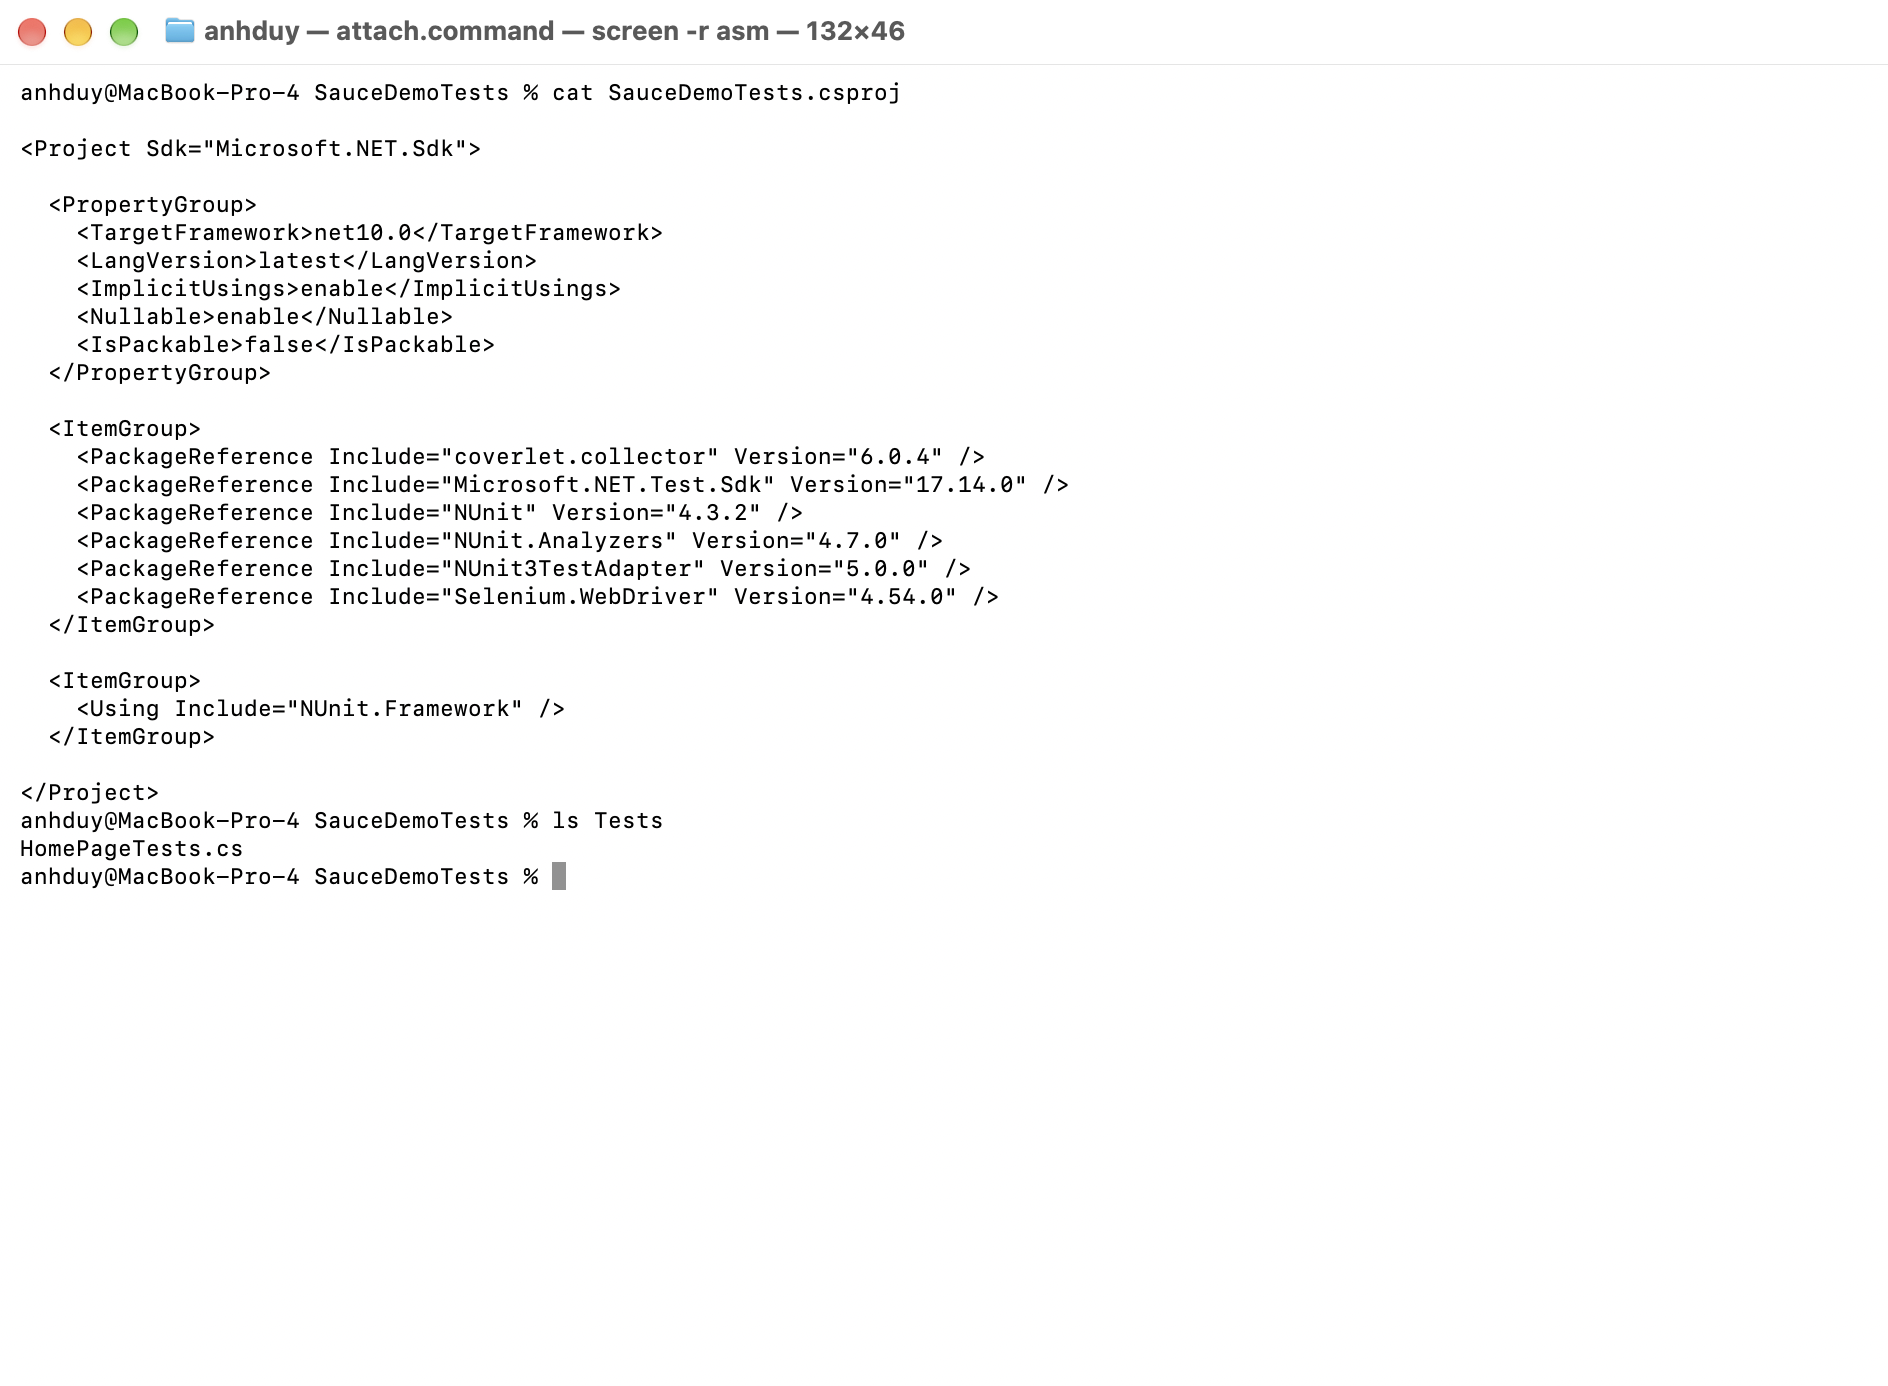 anhduy — attach.command — screen -r asm — 132×46
anhduy@MacBook-Pro-4 SauceDemoTests % cat SauceDemoTests.csproj
<Project Sdk="Microsoft.NET.Sdk">
  <PropertyGroup>
    <TargetFramework>net10.0</TargetFramework>
    <LangVersion>latest</LangVersion>
    <ImplicitUsings>enable</ImplicitUsings>
    <Nullable>enable</Nullable>
    <IsPackable>false</IsPackable>
  </PropertyGroup>
  <ItemGroup>
    <PackageReference Include="coverlet.collector" Version="6.0.4" />
    <PackageReference Include="Microsoft.NET.Test.Sdk" Version="17.14.0" />
    <PackageReference Include="NUnit" Version="4.3.2" />
    <PackageReference Include="NUnit.Analyzers" Version="4.7.0" />
    <PackageReference Include="NUnit3TestAdapter" Version="5.0.0" />
    <PackageReference Include="Selenium.WebDriver" Version="4.54.0" />
  </ItemGroup>
  <ItemGroup>
    <Using Include="NUnit.Framework" />
  </ItemGroup>
</Project>
anhduy@MacBook-Pro-4 SauceDemoTests % ls Tests
HomePageTests.cs
anhduy@MacBook-Pro-4 SauceDemoTests %